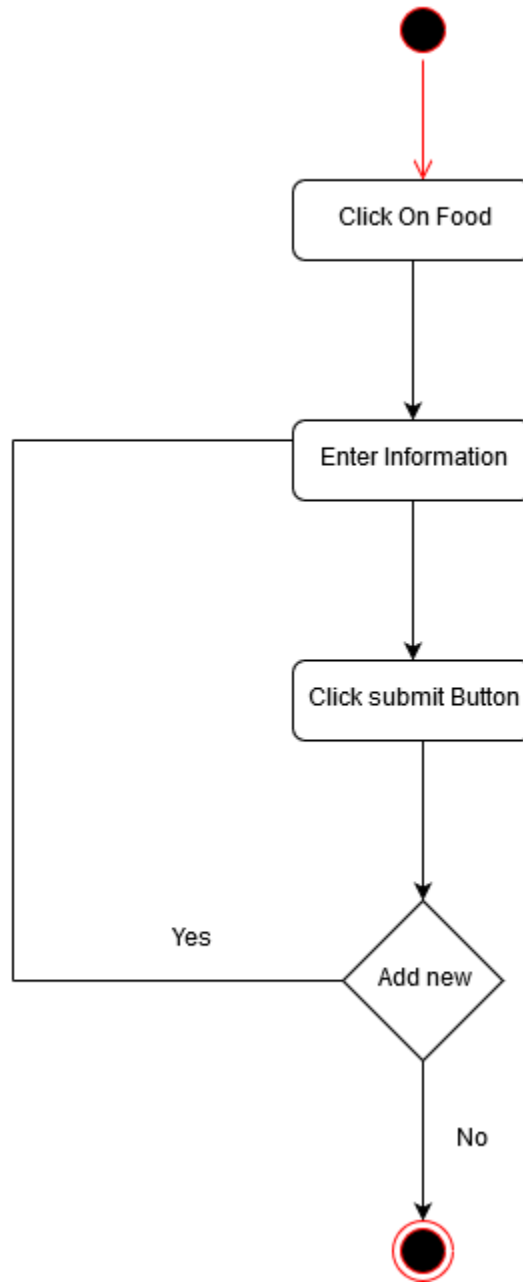 Click On Food
Enter Information
Click submit Button
Yes
Add new
No